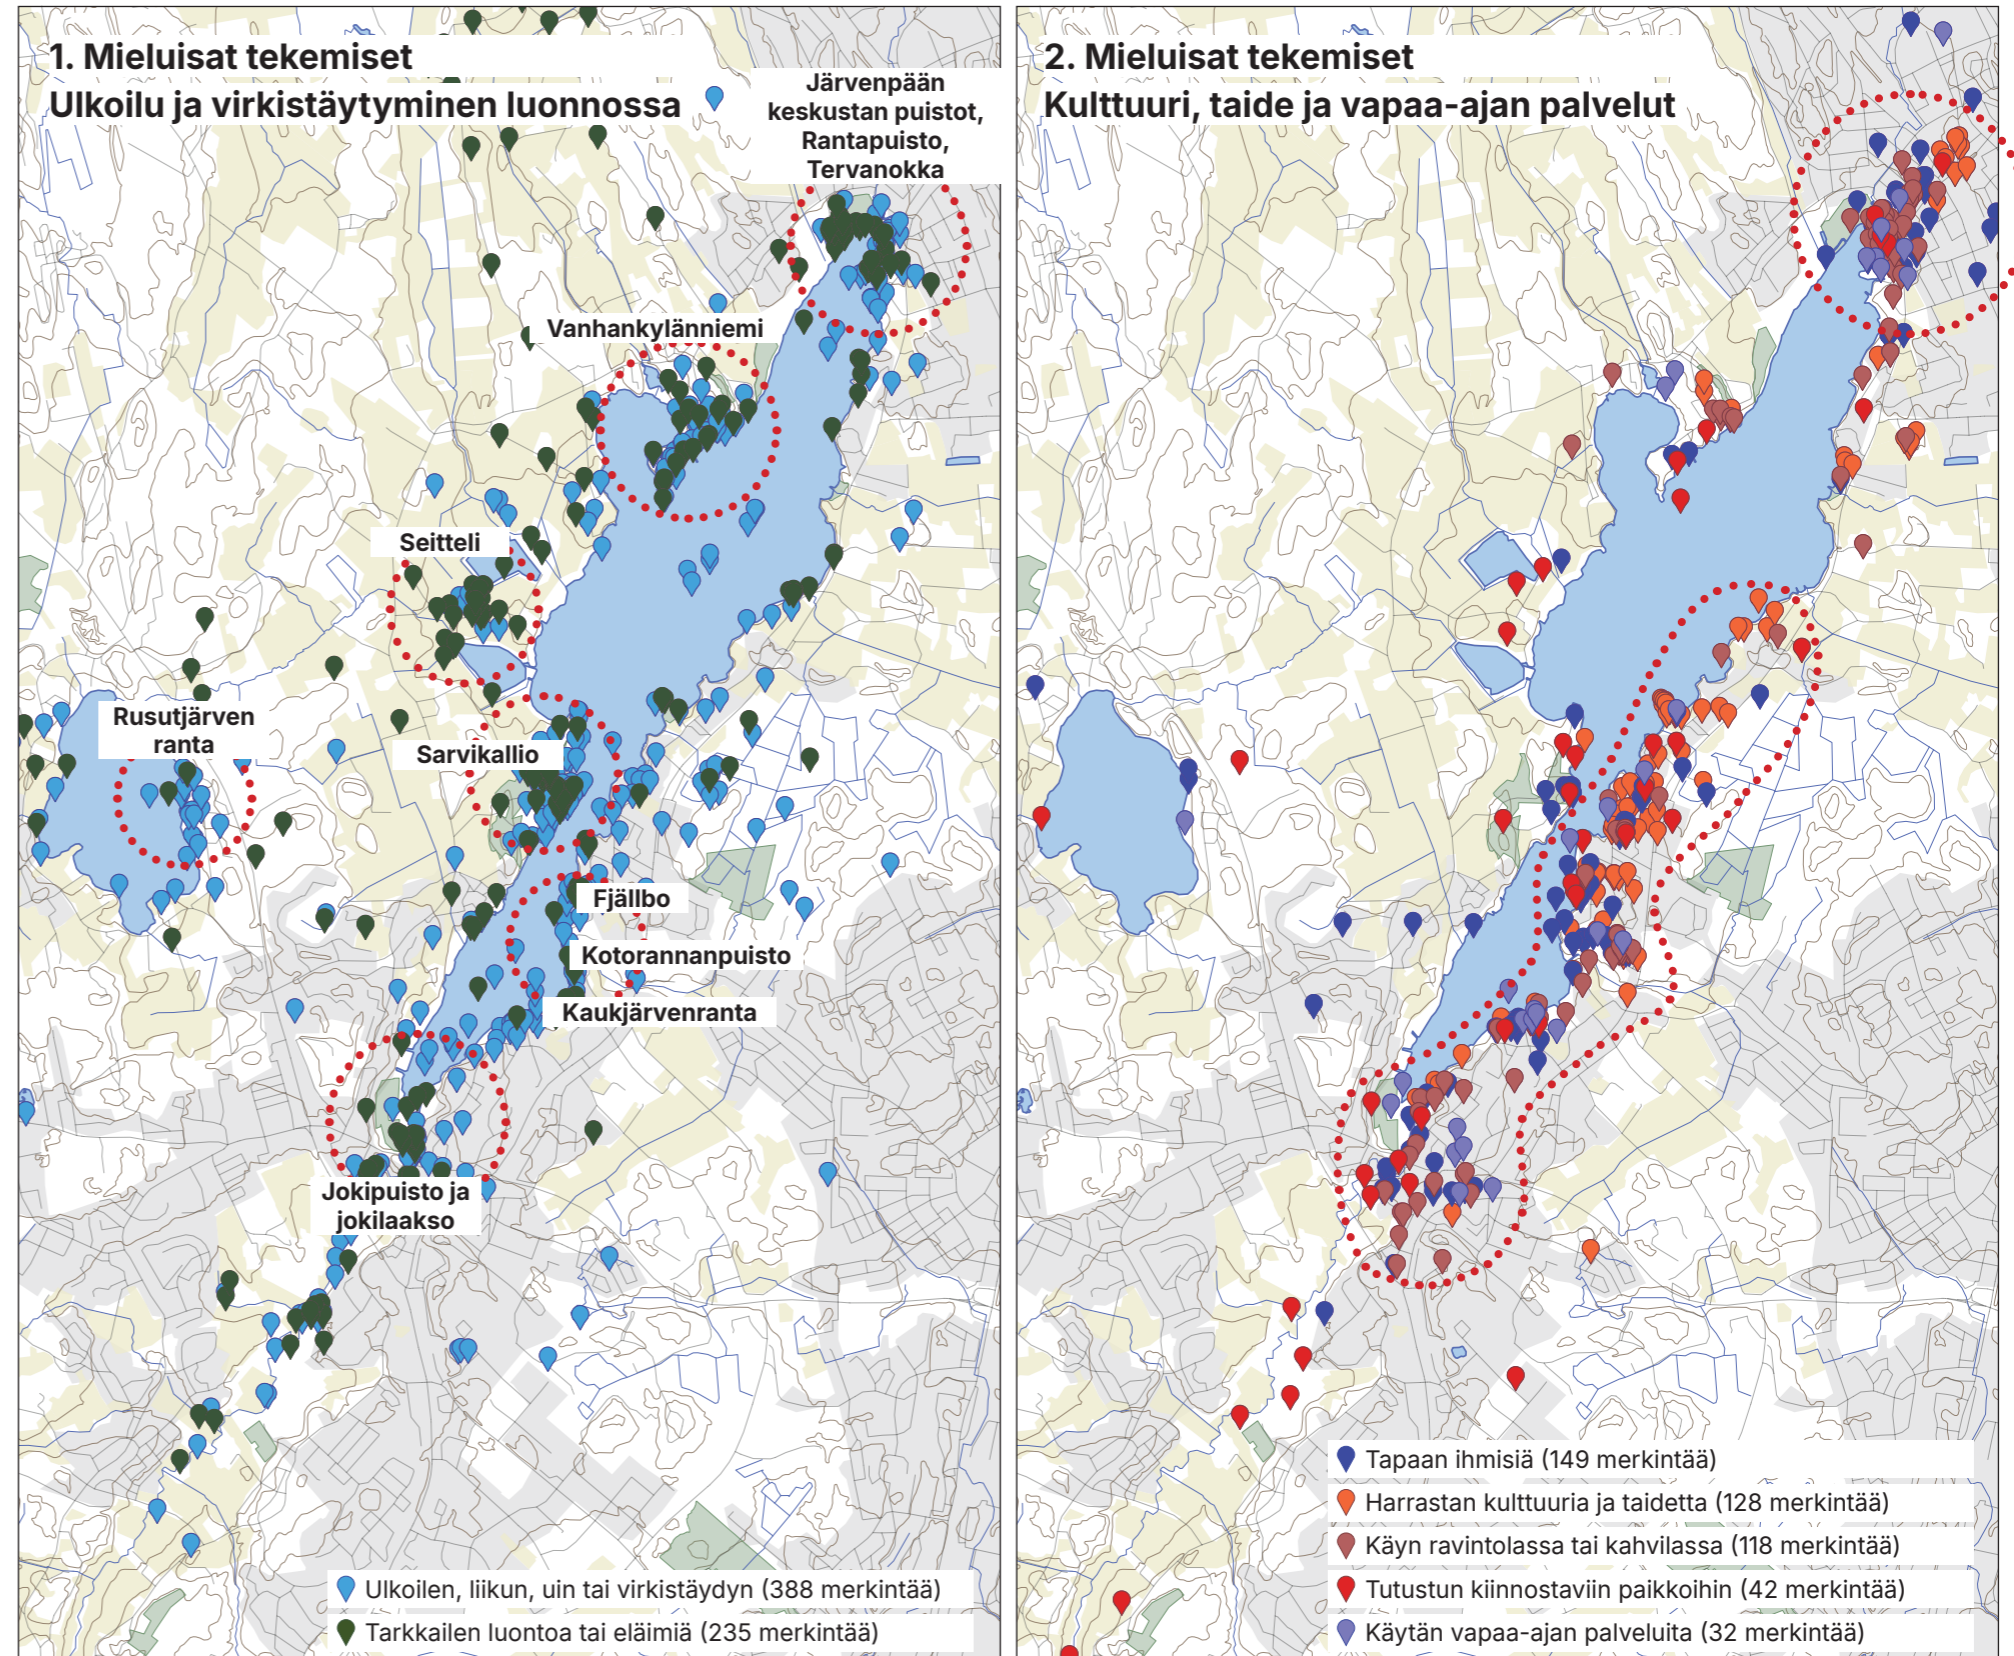 1. Mieluisat tekemiset
Ulkoilu ja virkistäytyminen luonnossa
Järvenpään
keskustan puistot,
Rantapuisto,
Tervanokka
Vanhankylänniemi
Seitteli
Rusutjärven
ranta
Sarvikallio
Fjällbo
Kotorannanpuisto
Kaukjärvenranta
Jokipuisto ja
jokilaakso
Ulkoilen, liikun, uin tai virkistäydyn (388 merkintää)
Tarkkailen luontoa tai eläimiä (235 merkintää)
2. Mieluisat tekemiset
Kulttuuri, taide ja vapaa-ajan palvelut
Tapaan ihmisiä (149 merkintää)
Harrastan kulttuuria ja taidetta (128 merkintää)
Käyn ravintolassa tai kahvilassa (118 merkintää)
Tutustun kiinnostaviin paikkoihin (42 merkintää)
Käytän vapaa-ajan palveluita (32 merkintää)